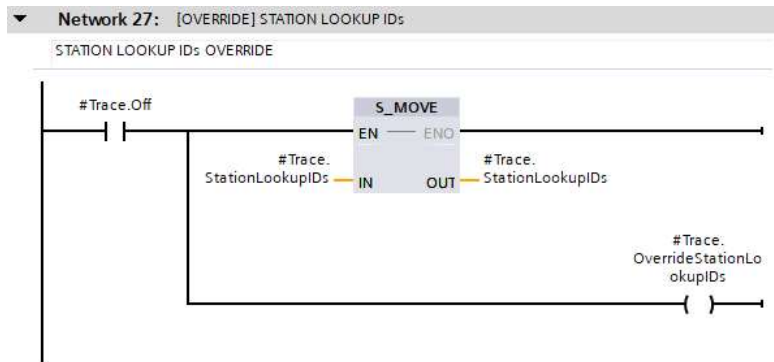 Network 27: [OVERRIDE] STATION LOOKUP IDs
STATION LOOKUP IDs OVERRIDE
#Trace.Off
S_MOVE
EN ENO
#Trace.
StationLookupIDs
IN
OUT
#Trace.
StationLookupIDs
#Trace.
OverrideStationLo
okupIDs